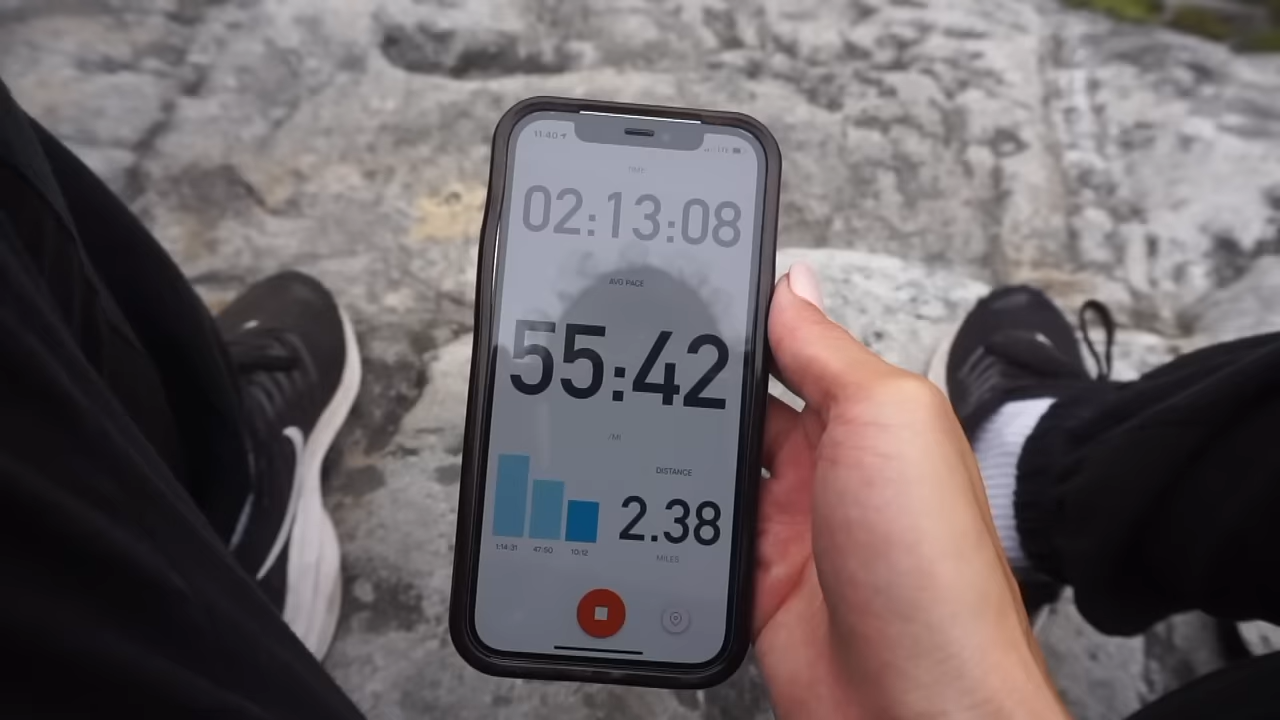 11:40
TIME
02:13:08
AVG PACE
55:42
/MI
DISTANCE
2.38
MILES
1:14:31 47:50 10:12